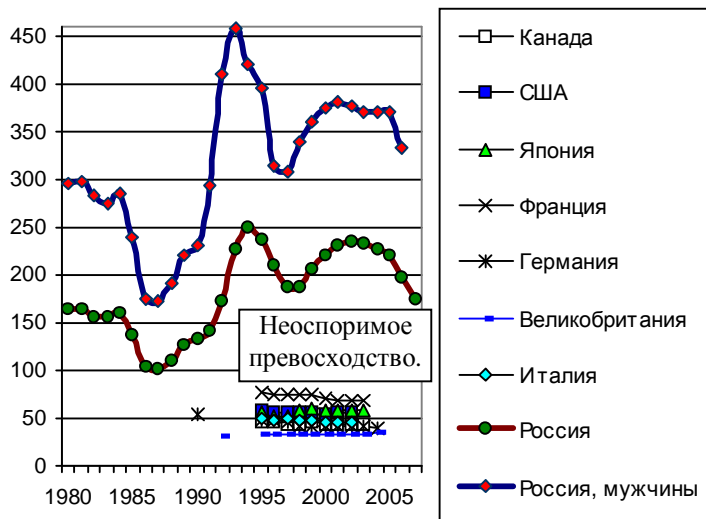 450
400
350
300
250
200
150
100
50
0
1980 1985 1990 1995 2000 2005
Неоспоримое
превосходство.
Канада
США
Япония
Франция
Германия
Великобритания
Италия
Россия
Россия, мужчины